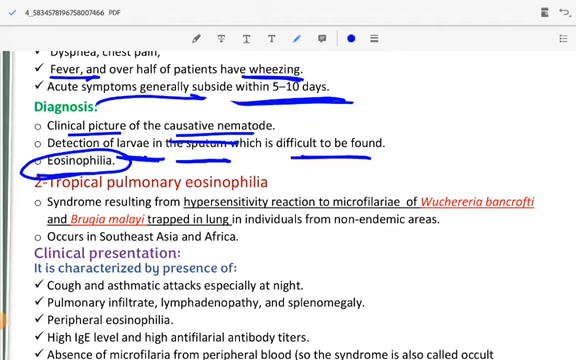 4_5834578196758007466
✓ Dyspnea, chest pain,
✓ Fever, and over half of patients have wheezing.
✓ Acute symptoms generally subside within 5–10 days.
Diagnosis:
o Clinical picture of the causative nematode.
o Detection of larvae in the sputum which is difficult to be found.
o Eosinophilia.
2-Tropical pulmonary eosinophilia
o Syndrome resulting from hypersensitivity reaction to microfilariae of Wuchereria bancrofti
and Brugia malayi trapped in lung in individuals from non-endemic areas.
o Occurs in Southeast Asia and Africa.
Clinical presentation:
It is characterized by presence of:
✓ Cough and asthmatic attacks especially at night.
✓ Pulmonary infiltrate, lymphadenopathy, and splenomegaly.
✓ Peripheral eosinophilia.
✓ High IgE level and high antifilarial antibody titers.
✓ Absence of microfilaria from peripheral blood (so the syndrome is also called occult